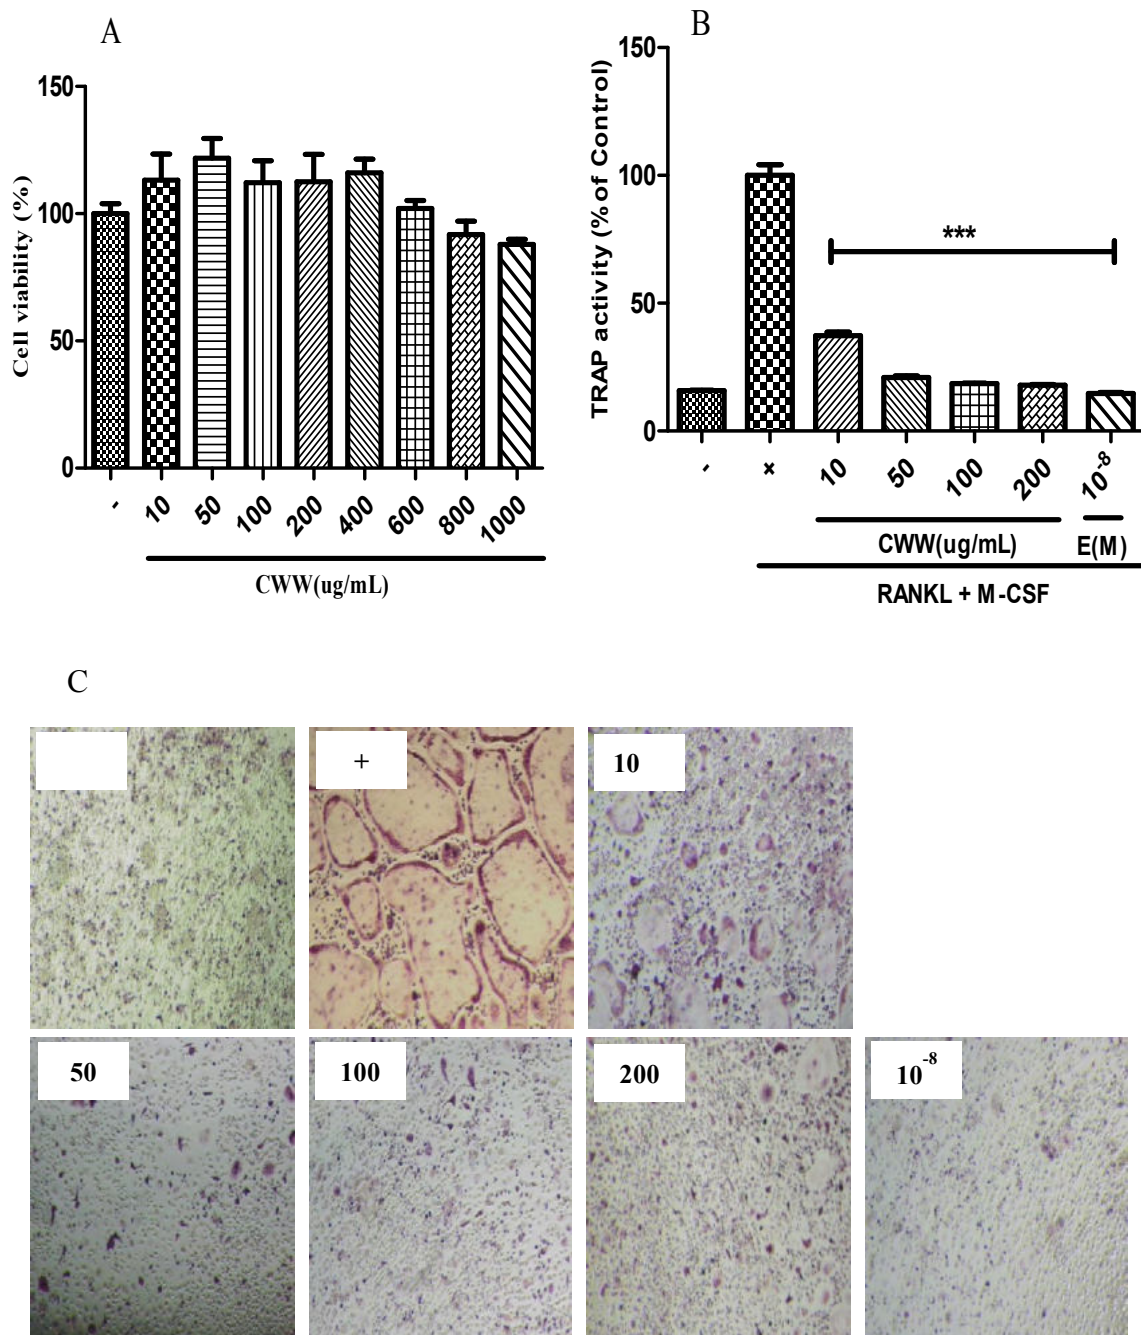 A
150
100
50
0
Cell viability (%)
- 10 50 100 200 400 600 800 1000
CWW(ug/mL)
B
150
100
50
0
TRAP activity (% of Control)
***
- + 10 50 100 200 10⁻⁸
CWW(ug/mL) E(M)
RANKL + M-CSF
C
+ 10
50 100 200 10⁻⁸